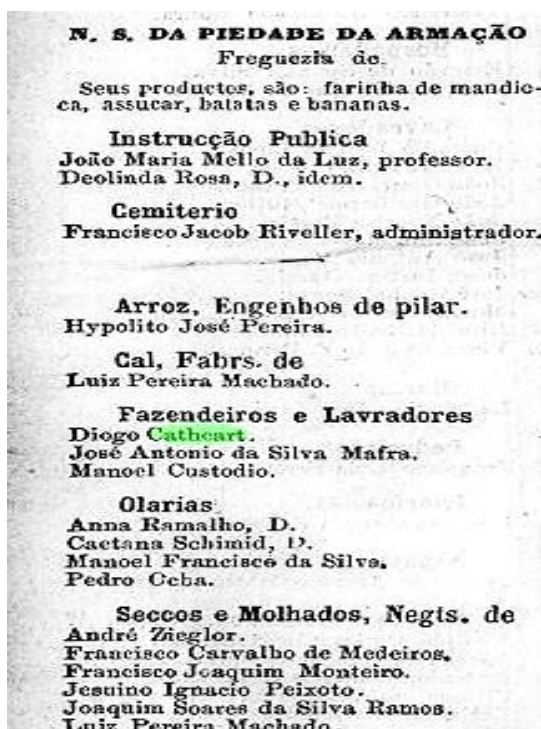 N. S. DA PIEDADE DA ARMAÇÃO
Freguezia de.
Seus productos, são: farinha de mandio-
ca, assucar, batatas e bananas.
Instrucção Publica
João Maria Mello da Luz, professor.
Deolinda Rosa, D., idem.
Cemiterio
Francisco Jacob Riveller, administrador.
Arroz, Engenhos de pilar.
Hypolito José Pereira.
Cal, Fabrs. de
Luiz Pereira Machado.
Fazendeiros e Lavradores
Diogo Cathcart.
José Antonio da Silva Mafra.
Manoel Custodio.
Olarias
Anna Ramalho, D.
Caetana Schimid, D.
Manoel Francisco da Silva.
Pedro Ocba.
Seccos e Molhados, Negts. de
André Zieglor.
Francisco Carvalho de Medeiros.
Francisco Joaquim Monteiro.
Jesuino Ignacio Peixoto.
Joaquim Soares da Silva Ramos.
Luiz Pereira Machado